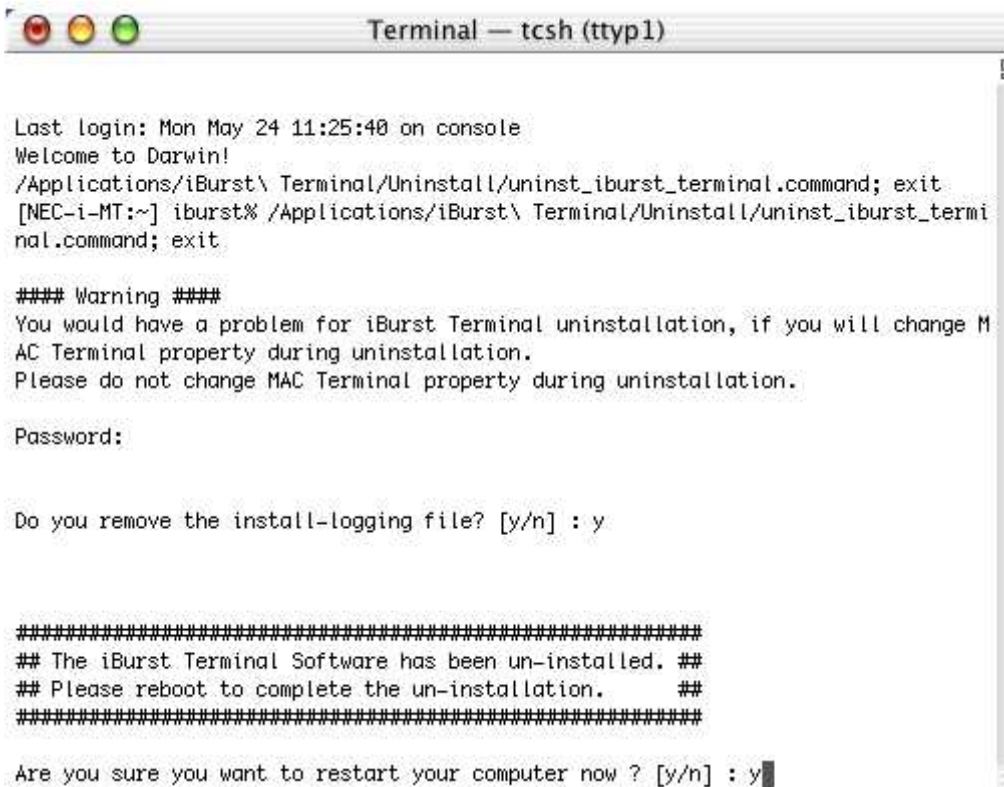 Terminal — tcsh (ttyp1)
Last login: Mon May 24 11:25:40 on console
Welcome to Darwin!
/Applications/iBurst\ Terminal/Uninstall/uninst_iburst_terminal.command; exit
[NEC-i-MT:~] iburst% /Applications/iBurst\ Terminal/Uninstall/uninst_iburst_termi
nal.command; exit
#### Warning ####
You would have a problem for iBurst Terminal uninstallation, if you will change M
AC Terminal property during uninstallation.
Please do not change MAC Terminal property during uninstallation.
Password:
Do you remove the install-logging file? [y/n] : y
########################################################
## The iBurst Terminal Software has been un-installed. ##
## Please reboot to complete the un-installation.      ##
########################################################
Are you sure you want to restart your computer now ? [y/n] : y